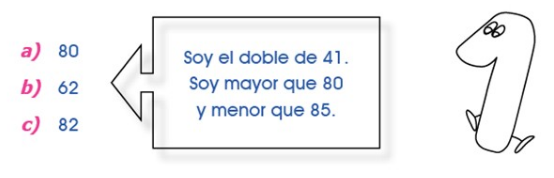 a) 80
b) 62
c) 82
Soy el doble de 41.
Soy mayor que 80
y menor que 85.